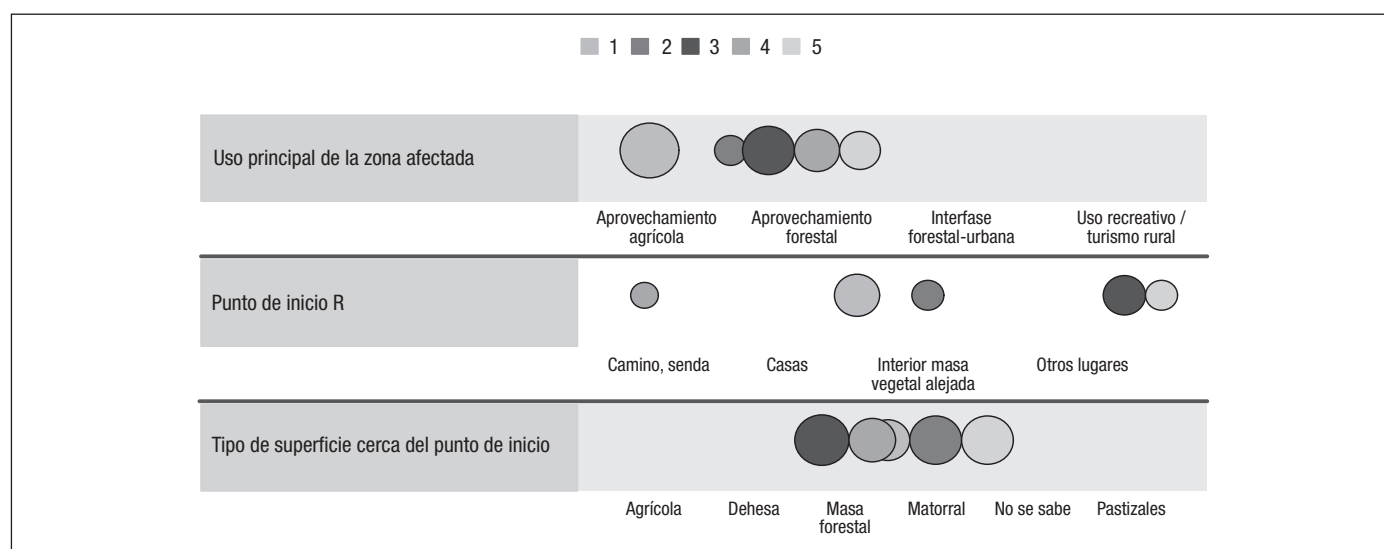 1 2 3 4 5
Uso principal de la zona afectada
Aprovechamiento
agrícola
Aprovechamiento
forestal
Interfase
forestal-urbana
Uso recreativo /
turismo rural
Punto de inicio R
Camino, senda
Casas
Interior masa
vegetal alejada
Otros lugares
Tipo de superficie cerca del punto de inicio
Agrícola
Dehesa
Masa
forestal
Matorral
No se sabe
Pastizales